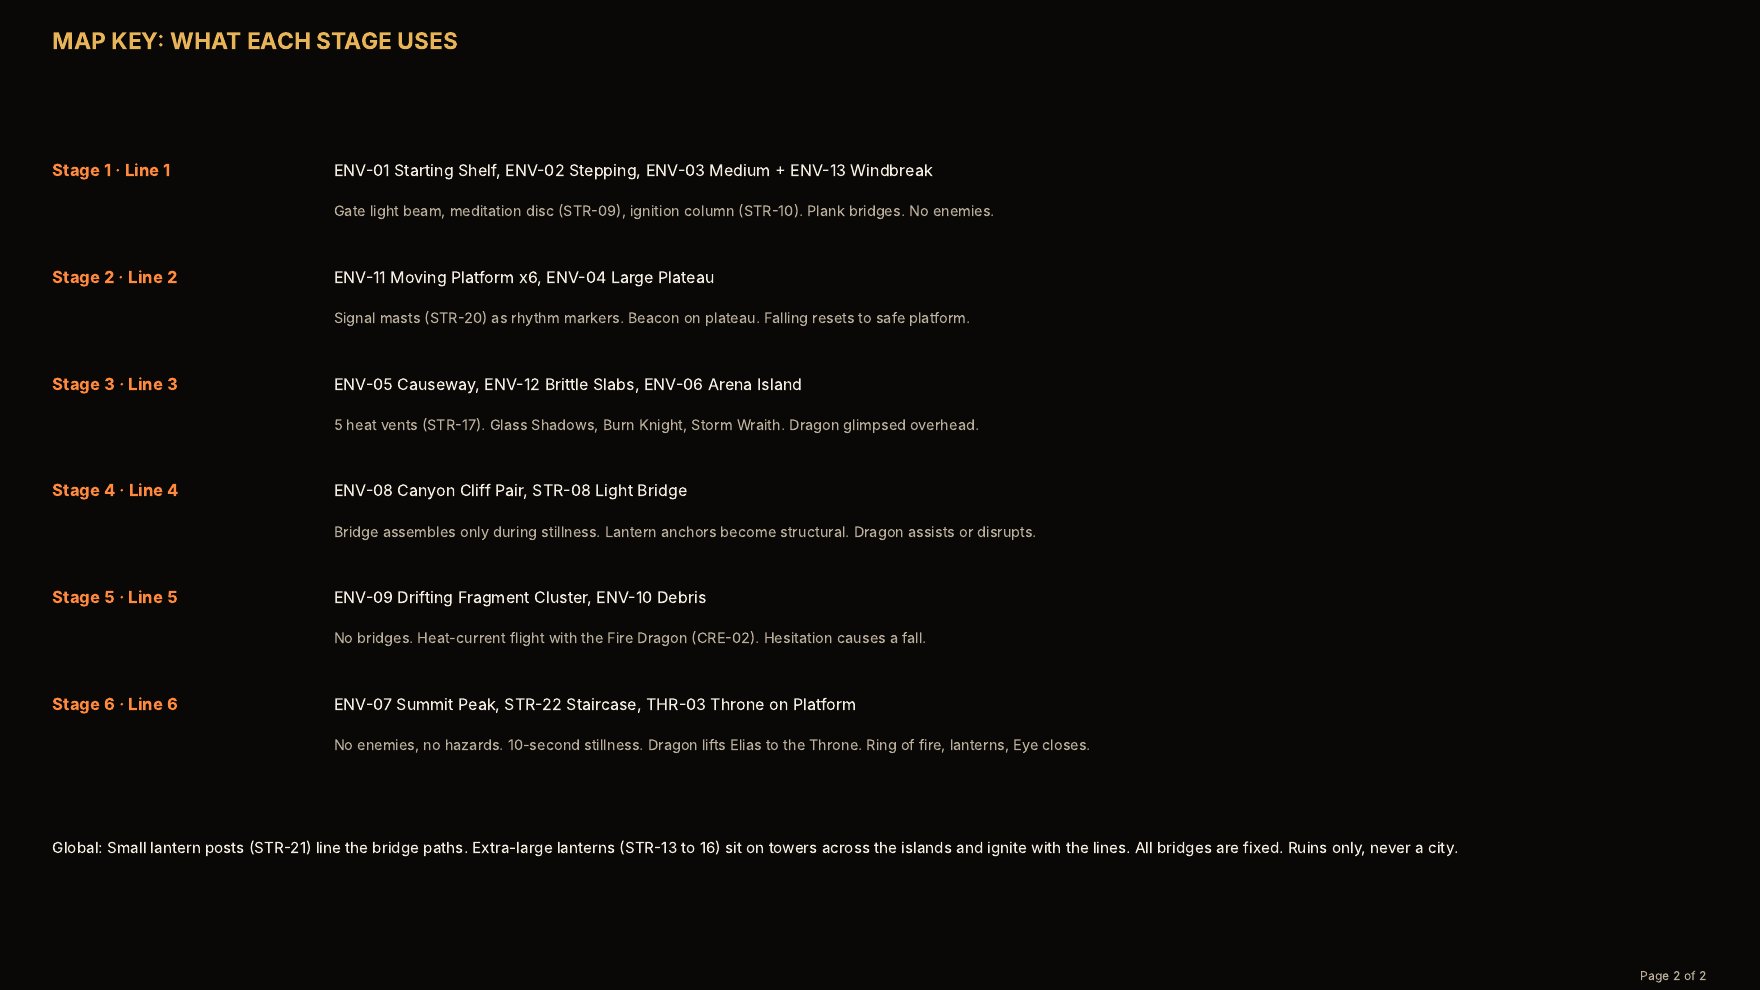 MAP KEY: WHAT EACH STAGE USES
Stage 1 · Line 1
ENV-01 Starting Shelf, ENV-02 Stepping, ENV-03 Medium + ENV-13 Windbreak
Gate light beam, meditation disc (STR-09), ignition column (STR-10). Plank bridges. No enemies.
Stage 2 · Line 2
ENV-11 Moving Platform x6, ENV-04 Large Plateau
Signal masts (STR-20) as rhythm markers. Beacon on plateau. Falling resets to safe platform.
Stage 3 · Line 3
ENV-05 Causeway, ENV-12 Brittle Slabs, ENV-06 Arena Island
5 heat vents (STR-17). Glass Shadows, Burn Knight, Storm Wraith. Dragon glimpsed overhead.
Stage 4 · Line 4
ENV-08 Canyon Cliff Pair, STR-08 Light Bridge
Bridge assembles only during stillness. Lantern anchors become structural. Dragon assists or disrupts.
Stage 5 · Line 5
ENV-09 Drifting Fragment Cluster, ENV-10 Debris
No bridges. Heat-current flight with the Fire Dragon (CRE-02). Hesitation causes a fall.
Stage 6 · Line 6
ENV-07 Summit Peak, STR-22 Staircase, THR-03 Throne on Platform
No enemies, no hazards. 10-second stillness. Dragon lifts Elias to the Throne. Ring of fire, lanterns, Eye closes.
Global: Small lantern posts (STR-21) line the bridge paths. Extra-large lanterns (STR-13 to 16) sit on towers across the islands and ignite with the lines. All bridges are fixed. Ruins only, never a city.
Page 2 of 2